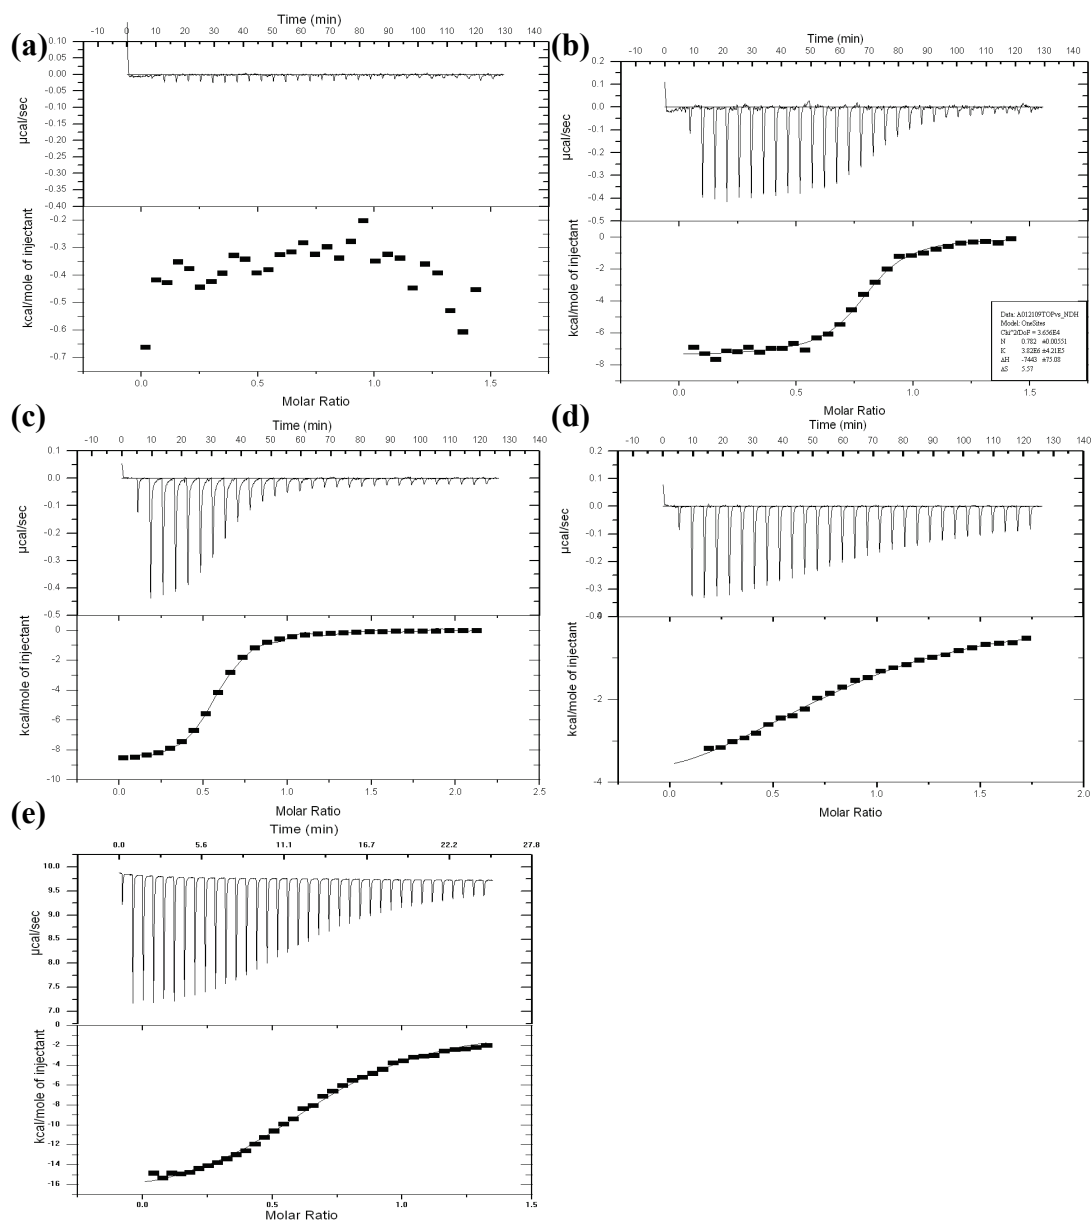 (a)
Time (min)
-10 0 10 20 30 40 50 60 70 80 90 100 110 120 130 140
0.10
0.05
0.00
-0.05
-0.10
-0.15
-0.20
-0.25
-0.30
-0.35
-0.40
µcal/sec
-0.2
-0.3
-0.4
-0.5
-0.6
-0.7
kcal/mole of injectant
0.0 0.5 1.0 1.5
Molar Ratio
(b)
Time (min)
-10 0 10 20 30 40 50 60 70 80 90 100 110 120 130 140
0.2
0.1
0.0
-0.1
-0.2
-0.3
-0.4
-0.5
µcal/sec
0
-2
-4
-6
-8
kcal/mole of injectant
Data: A012109TOPvs_NDH
Model: OneSites
Chi^2/DoF = 3.656E4
N 0.782 ±0.00551
K 3.82E6 ±4.21E5
ΔH -7443 ±75.08
ΔS 5.57
0.0 0.5 1.0 1.5
Molar Ratio
(c)
Time (min)
-10 0 10 20 30 40 50 60 70 80 90 100 110 120 130 140
0.1
0.0
-0.1
-0.2
-0.3
-0.4
-0.5
µcal/sec
0
-2
-4
-6
-8
-10
kcal/mole of injectant
0.0 0.5 1.0 1.5 2.0 2.5
Molar Ratio
(d)
Time (min)
-10 0 10 20 30 40 50 60 70 80 90 100 110 120 130 140
0.2
0.1
0.0
-0.1
-0.2
-0.3
µcal/sec
-2
-4
kcal/mole of injectant
0.0 0.5 1.0 1.5 2.0
Molar Ratio
(e)
Time (min)
0.0 5.6 11.1 16.7 22.2 27.8
10.0
9.5
9.0
8.5
8.0
7.5
7.0
µcal/sec
0
-2
-4
-6
-8
-10
-12
-14
-16
kcal/mole of injectant
0.0 0.5 1.0 1.5
Molar Ratio